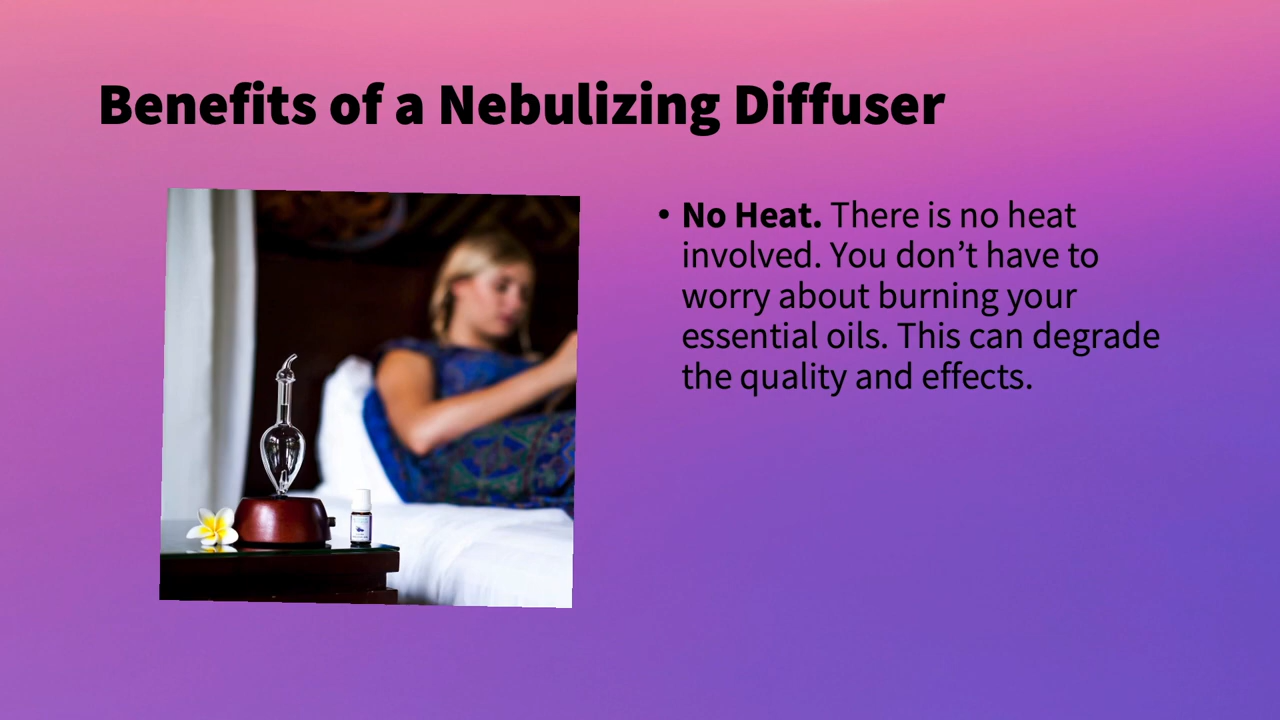 Benefits of a Nebulizing Diffuser
• No Heat. There is no heat
involved. You don’t have to
worry about burning your
essential oils. This can degrade
the quality and effects.